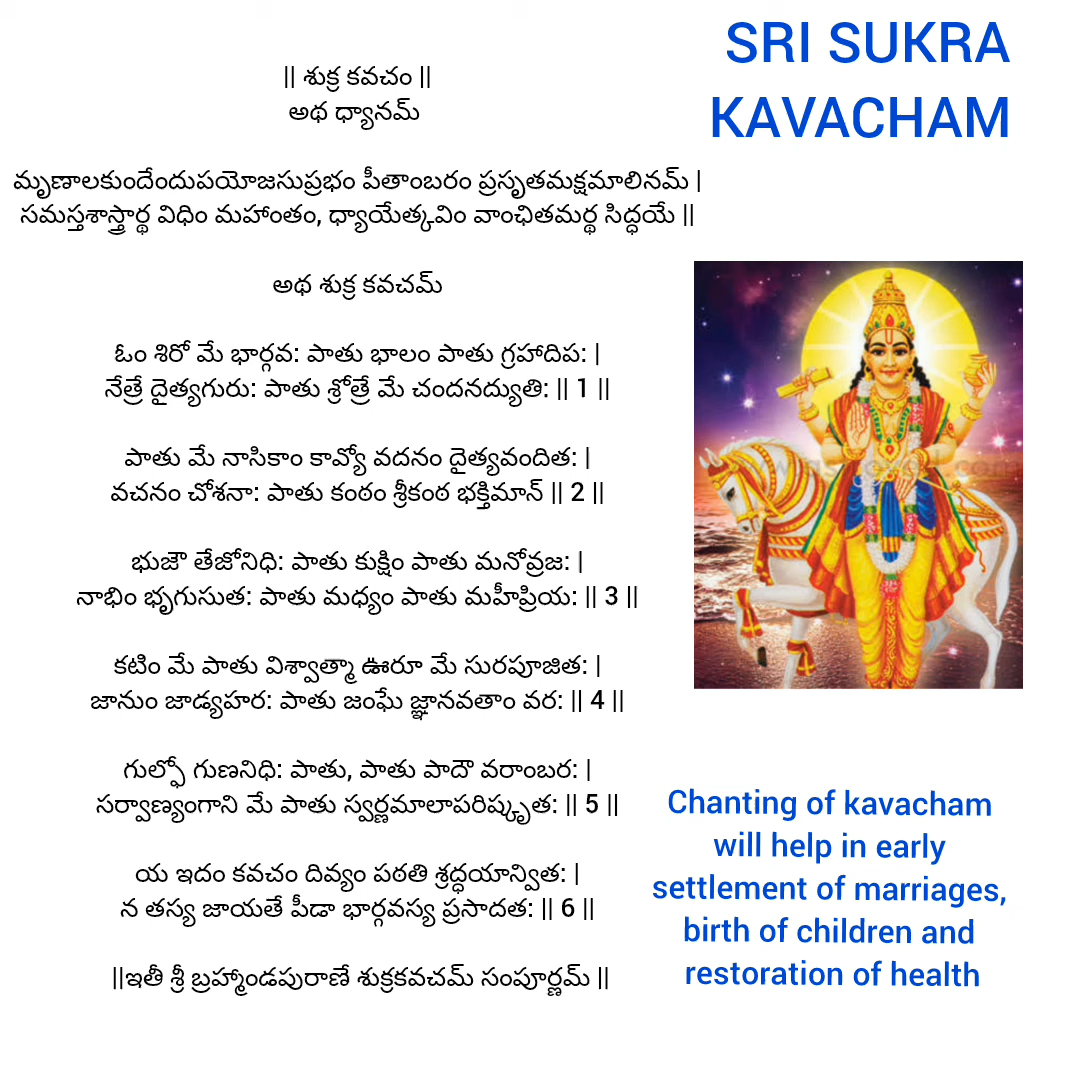 SRI SUKRA
KAVACHAM
|| శుక్ర కవచం ||
అథ ధ్యానమ్
మృణాలకుందేందుపయోజసుప్రభం పీతాంబరం ప్రసృతమక్షమాలినమ్ |
సమస్తశాస్త్రార్థ విధిం మహాంతం, ధ్యాయేత్కవిం వాంఛితమర్థ సిద్ధయే ||
అథ శుక్ర కవచమ్
ఓం శిరో మే భార్గవ: పాతు భాలం పాతు గ్రహాదిప: |
నేత్రే దైత్యగురు: పాతు శ్రోత్రే మే చందనద్యుతి: || 1 ||
పాతు మే నాసికాం కావ్యో వదనం దైత్యవందిత: |
వచనం చోశనా: పాతు కంఠం శ్రీకంఠ భక్తిమాన్ || 2 ||
భుజౌ తేజోనిధి: పాతు కుక్షిం పాతు మనోవ్రజ: |
నాభిం భృగుసుత: పాతు మధ్యం పాతు మహీప్రియ: || 3 ||
కటిం మే పాతు విశ్వాత్మా ఊరూ మే సురపూజిత: |
జానుం జాడ్యహర: పాతు జంఘే జ్ఞానవతాం వర: || 4 ||
గుల్ఫో గుణనిధి: పాతు, పాతు పాదౌ వరాంబర: |
సర్వాణ్యంగాని మే పాతు స్వర్ణమాలాపరిష్కృత: || 5 ||
య ఇదం కవచం దివ్యం పఠతి శ్రద్ధయాన్విత: |
న తస్య జాయతే పీడా భార్గవస్య ప్రసాదత: || 6 ||
||ఇతీ శ్రీ బ్రహ్మాండపురాణే శుక్రకవచమ్ సంపూర్ణమ్ ||
Chanting of kavacham
will help in early
settlement of marriages,
birth of children and
restoration of health